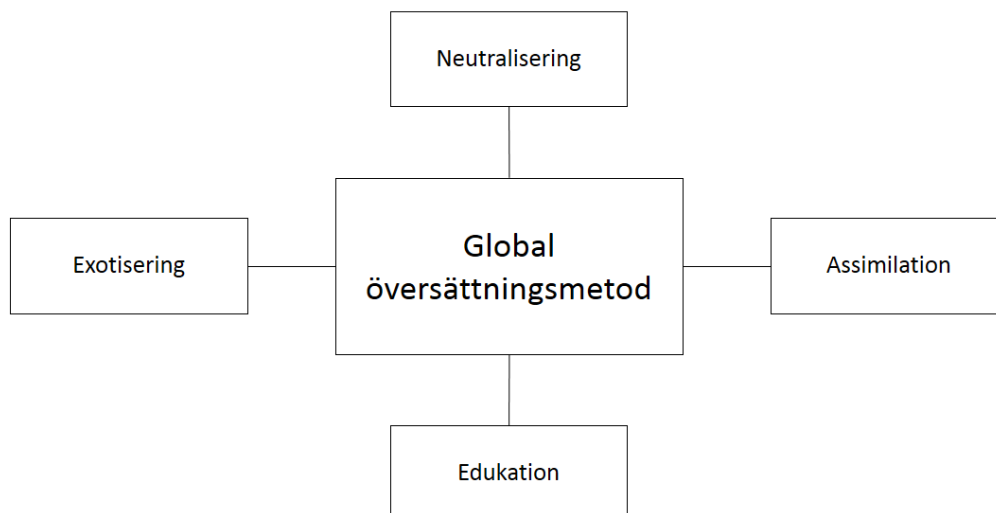 Neutralisering
Exotisering
Global
översättningsmetod
Assimilation
Edukation